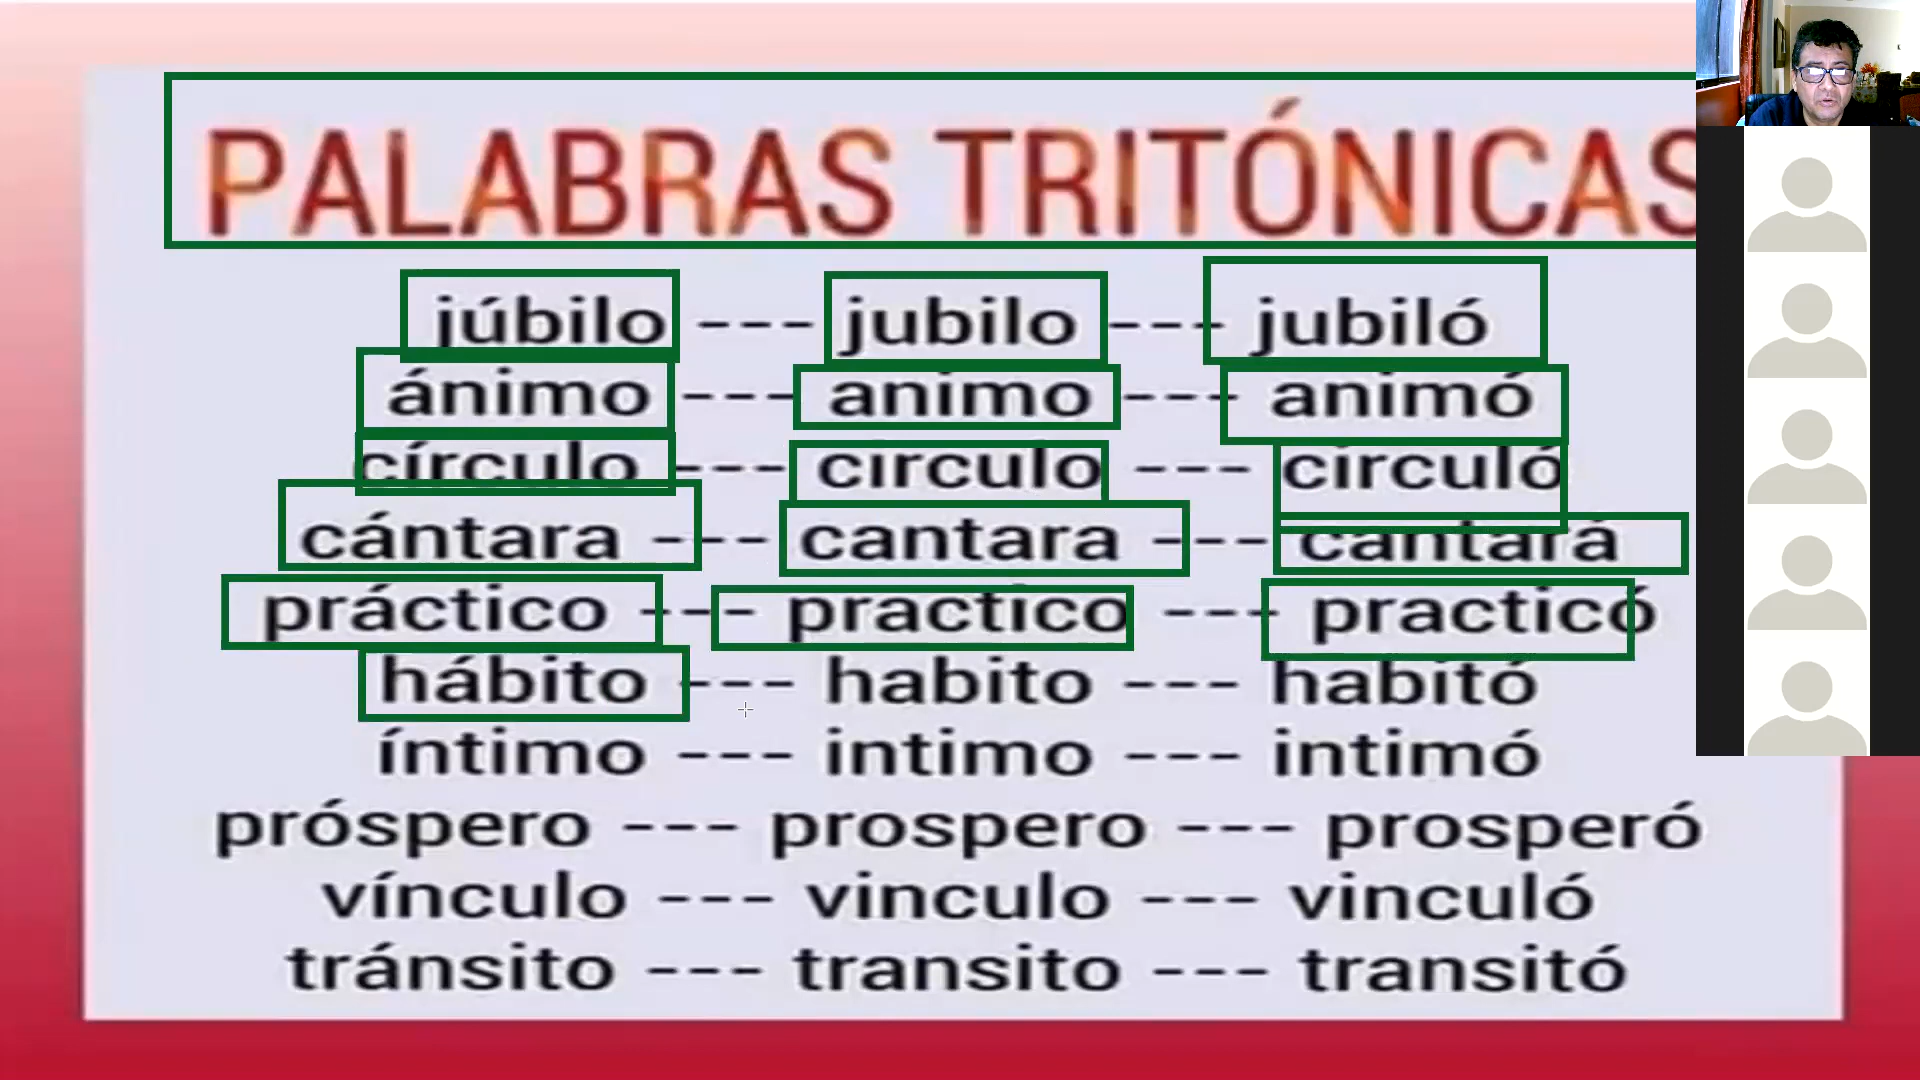 PALABRAS TRITÓNICAS
júbilo --- jubilo --- jubiló
ánimo --- animo --- animó
círculo --- circulo --- circuló
cántara --- cantara --- cantará
práctico --- practico --- practicó
hábito --- habito --- habitó
íntimo --- intimo --- intimó
próspero --- prospero --- prosperó
vínculo --- vinculo --- vinculó
tránsito --- transito --- transitó